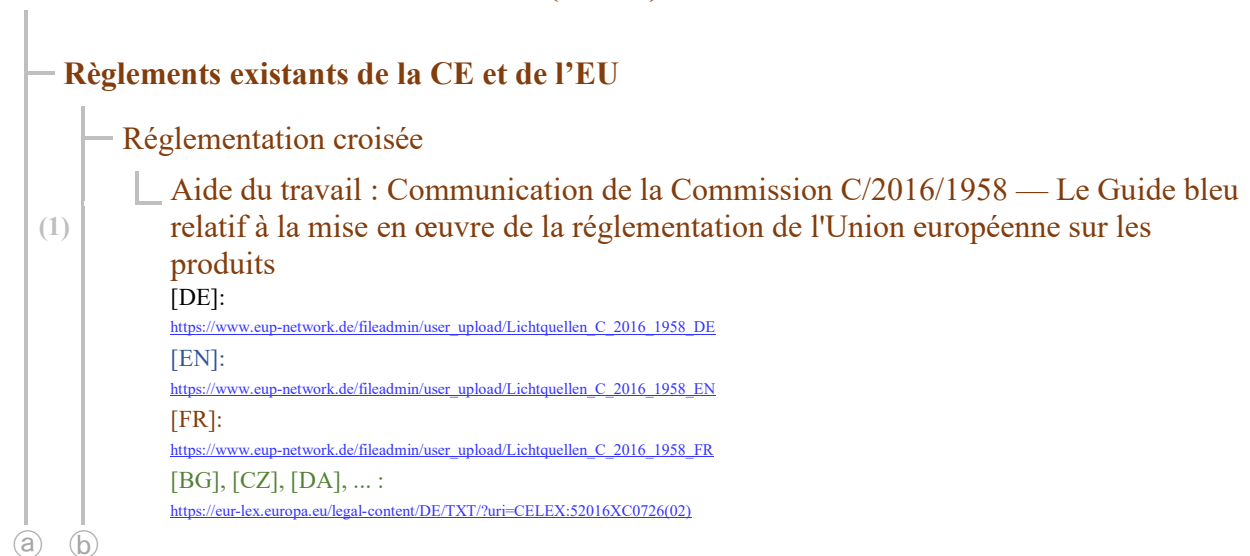 Règlements existants de la CE et de l’EU
Réglementation croisée
Aide du travail : Communication de la Commission C/2016/1958 — Le Guide bleu
(1)
relatif à la mise en œuvre de la réglementation de l'Union européenne sur les
produits
[DE]:
https://www.eup-network.de/fileadmin/user_upload/Lichtquellen_C_2016_1958_DE
[EN]:
https://www.eup-network.de/fileadmin/user_upload/Lichtquellen_C_2016_1958_EN
[FR]:
https://www.eup-network.de/fileadmin/user_upload/Lichtquellen_C_2016_1958_FR
[BG], [CZ], [DA], ... :
https://eur-lex.europa.eu/legal-content/DE/TXT/?uri=CELEX:52016XC0726(02)
ⓐ ⓑ